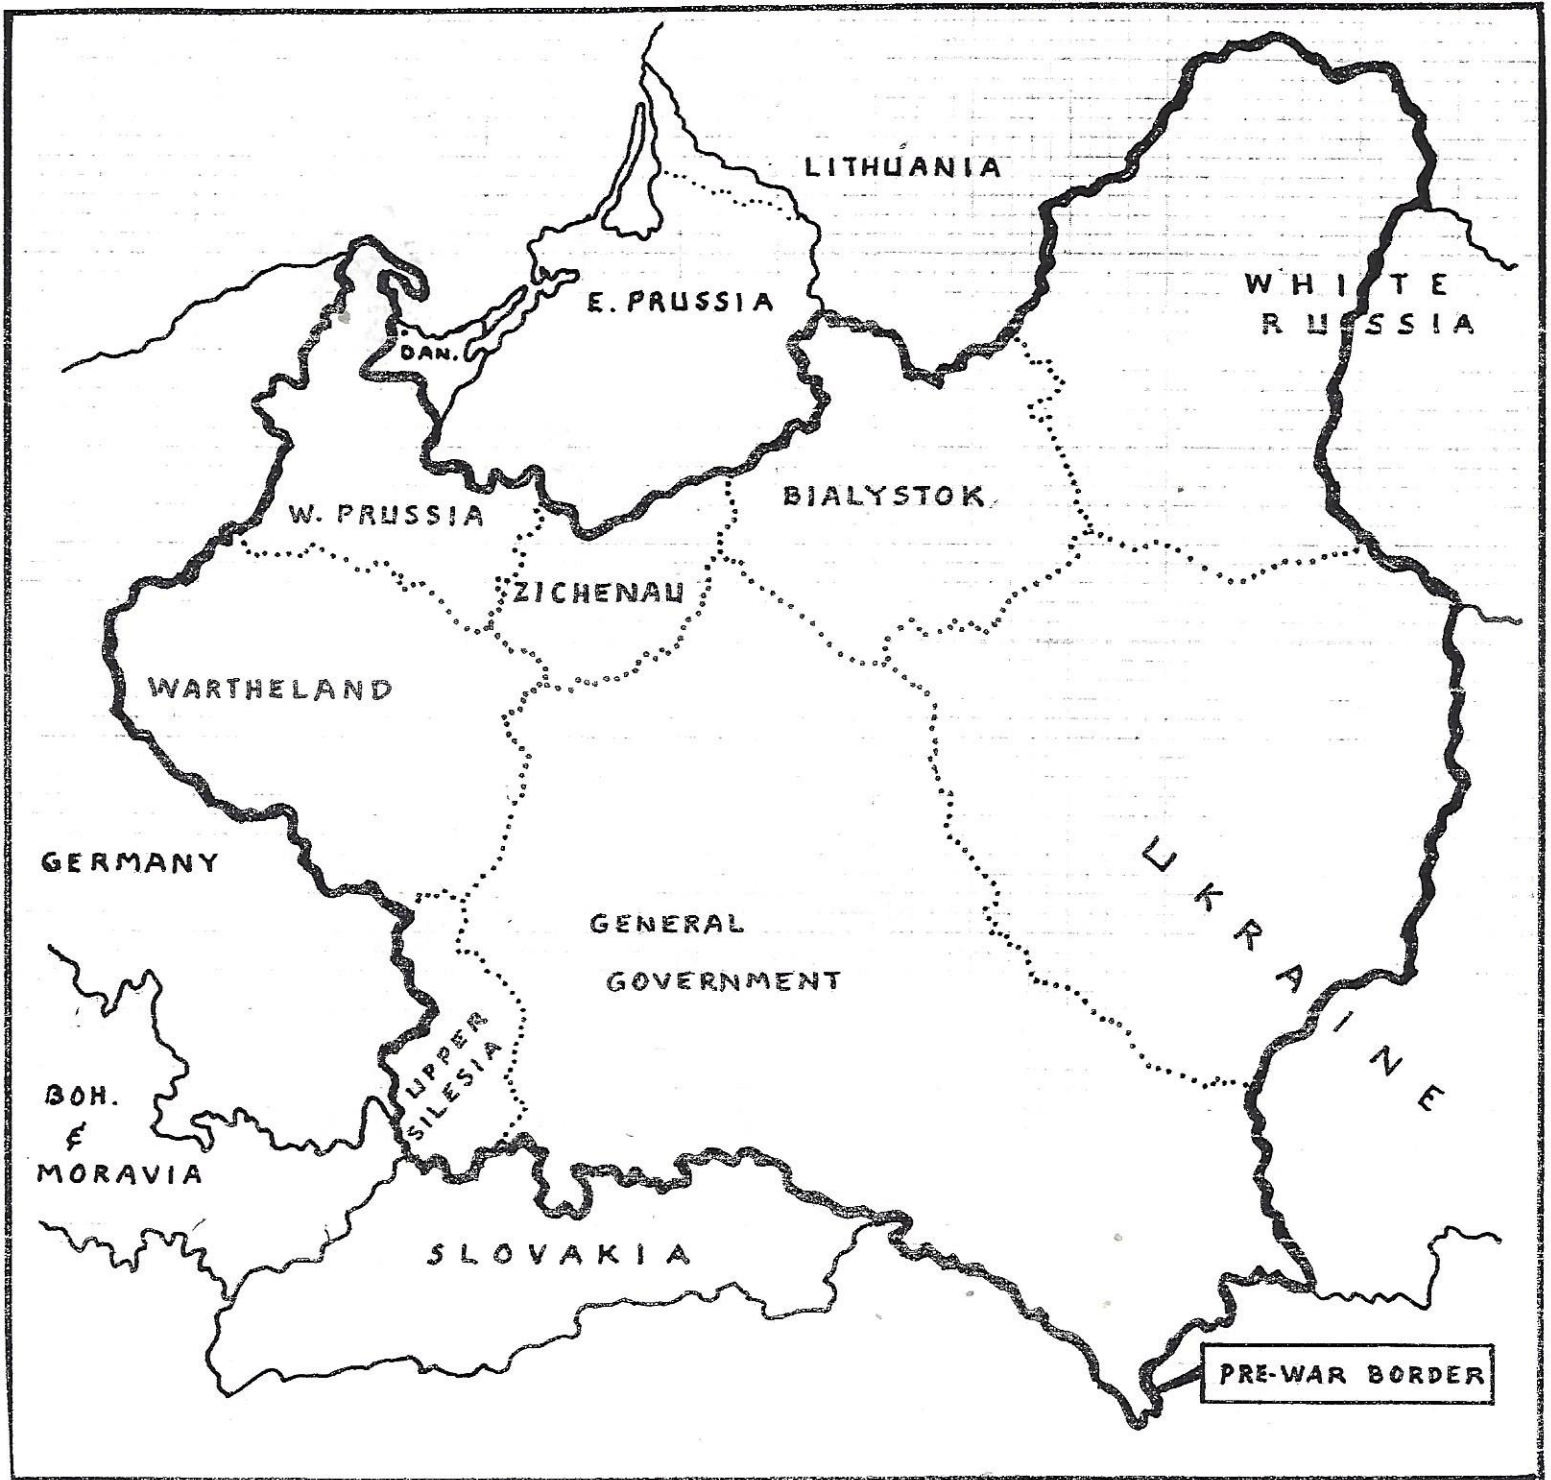 LITHUANIA
WHITE
RUSSIA
E. PRUSSIA
DAN.
BIALYSTOK
W. PRUSSIA
ZICHENAU
WARTHELAND
GERMANY
UKRAINE
GENERAL
GOVERNMENT
UPPER
SILESIA
BOH.
&
MORAVIA
SLOVAKIA
PRE-WAR BORDER